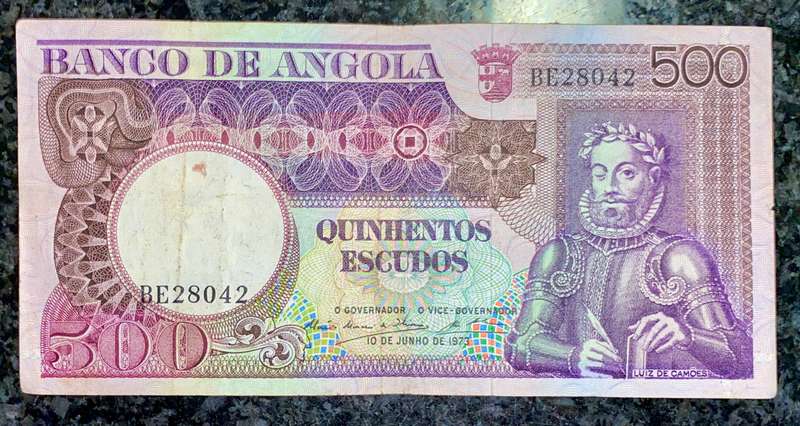 BANCO DE ANGOLA
BE28042
500
QUINHENTOS
ESCUDOS
BE28042
O GOVERNADOR O VICE-GOVERNADOR
500
10 DE JUNHO DE 1973
LUIZ DE CAMÕES